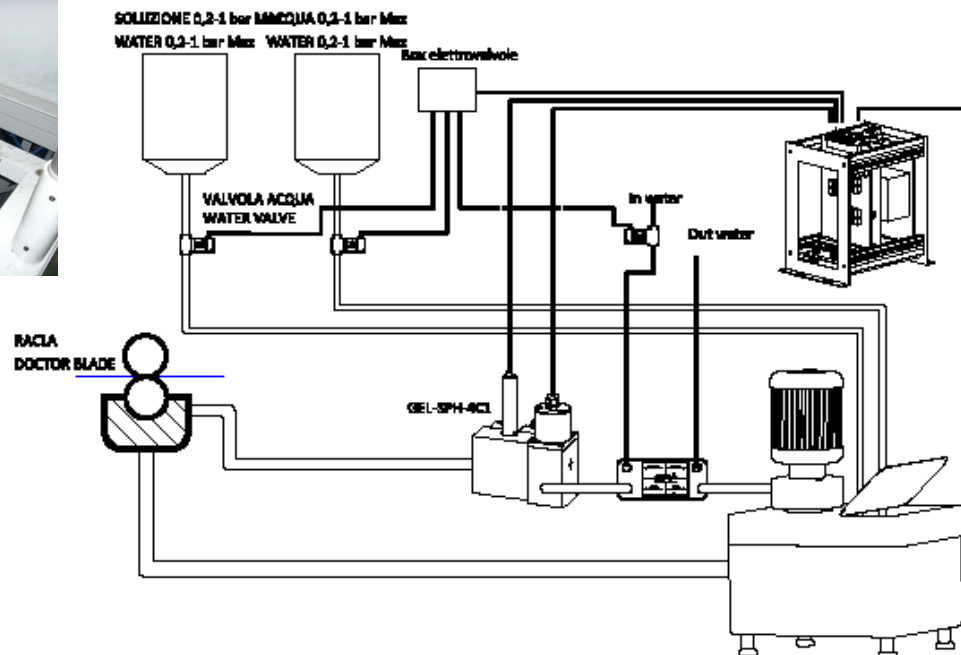 SOLUZIONE 0,2-1 bar Max
ACQUA 0,2-1 bar Max
WATER 0,2-1 bar Max
WATER 0,2-1 bar Max
Box elettrovalvole
VALVOLA ACQUA
WATER VALVE
In water
Out water
RACLA
DOCTOR BLADE
GEL-SPH-4C1